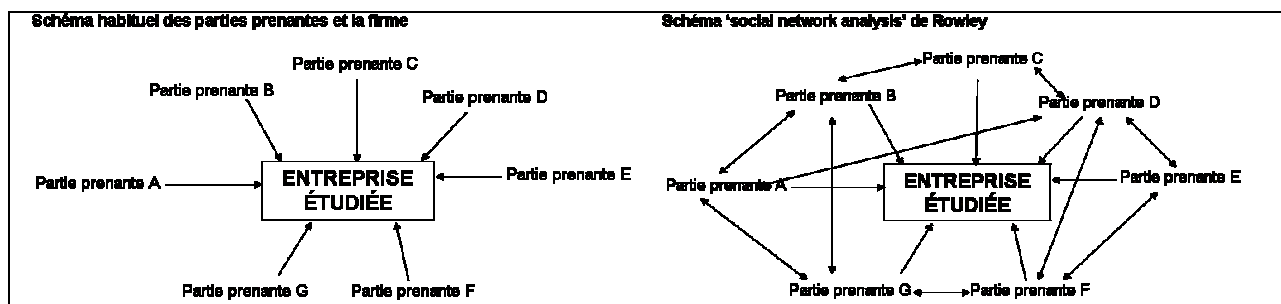 Schéma habituel des parties prenantes et la firme
Partie prenante C
Partie prenante B
Partie prenante D
Partie prenante A
ENTREPRISE
ÉTUDIÉE
Partie prenante E
Partie prenante G
Partie prenante F
Schéma ‘social network analysis’ de Rowley
Partie prenante C
Partie prenante B
Partie prenante D
Partie prenante A
ENTREPRISE
ÉTUDIÉE
Partie prenante E
Partie prenante G
Partie prenante F